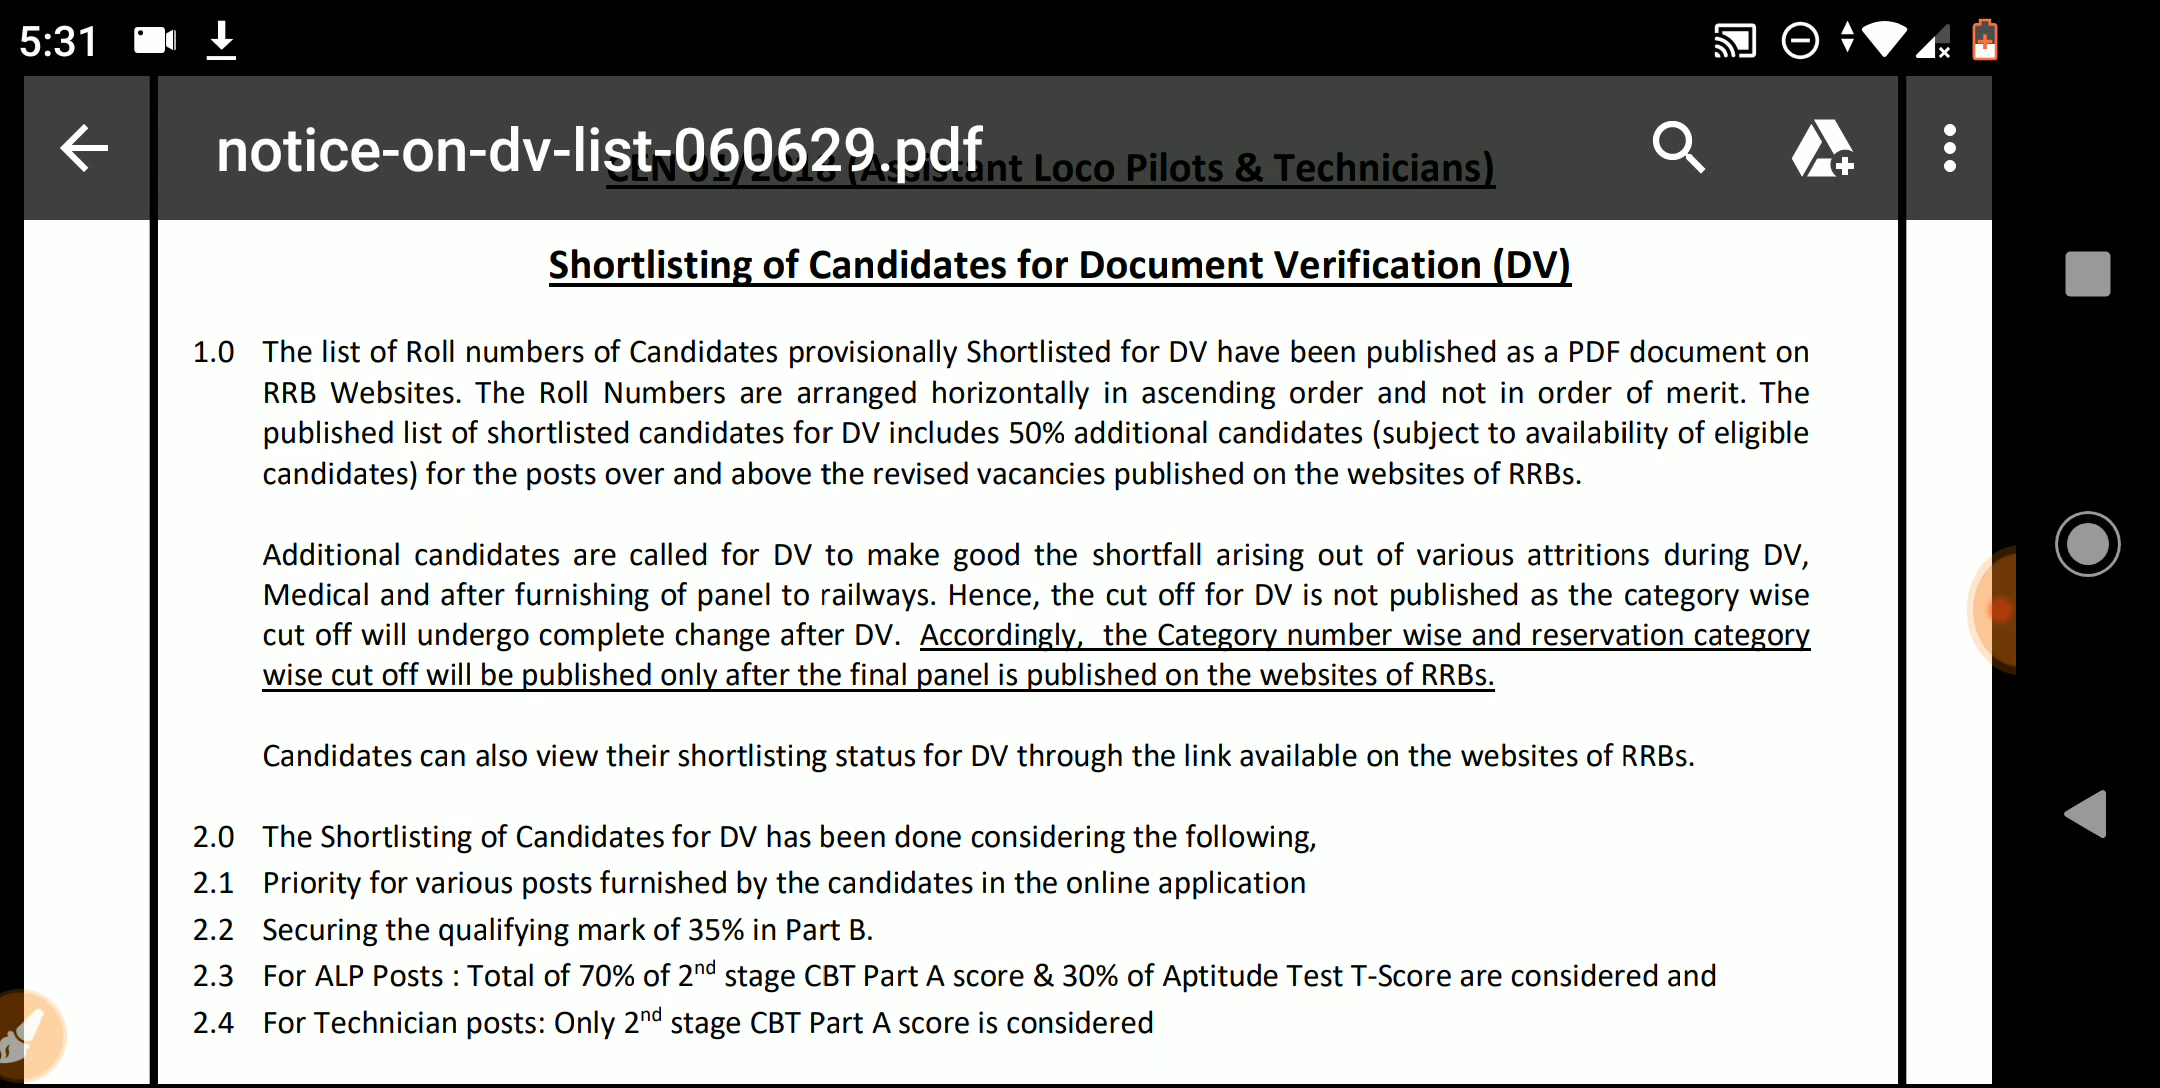 5:31
notice-on-dv-list-060629.pdf
CEN 01/2018 (Assistant Loco Pilots & Technicians)
Shortlisting of Candidates for Document Verification (DV)
1.0 The list of Roll numbers of Candidates provisionally Shortlisted for DV have been published as a PDF document on
RRB Websites. The Roll Numbers are arranged horizontally in ascending order and not in order of merit. The
published list of shortlisted candidates for DV includes 50% additional candidates (subject to availability of eligible
candidates) for the posts over and above the revised vacancies published on the websites of RRBs.
Additional candidates are called for DV to make good the shortfall arising out of various attritions during DV,
Medical and after furnishing of panel to railways. Hence, the cut off for DV is not published as the category wise
cut off will undergo complete change after DV. Accordingly, the Category number wise and reservation category
wise cut off will be published only after the final panel is published on the websites of RRBs.
Candidates can also view their shortlisting status for DV through the link available on the websites of RRBs.
2.0 The Shortlisting of Candidates for DV has been done considering the following,
2.1 Priority for various posts furnished by the candidates in the online application
2.2 Securing the qualifying mark of 35% in Part B.
2.3 For ALP Posts : Total of 70% of 2nd stage CBT Part A score & 30% of Aptitude Test T-Score are considered and
2.4 For Technician posts: Only 2nd stage CBT Part A score is considered